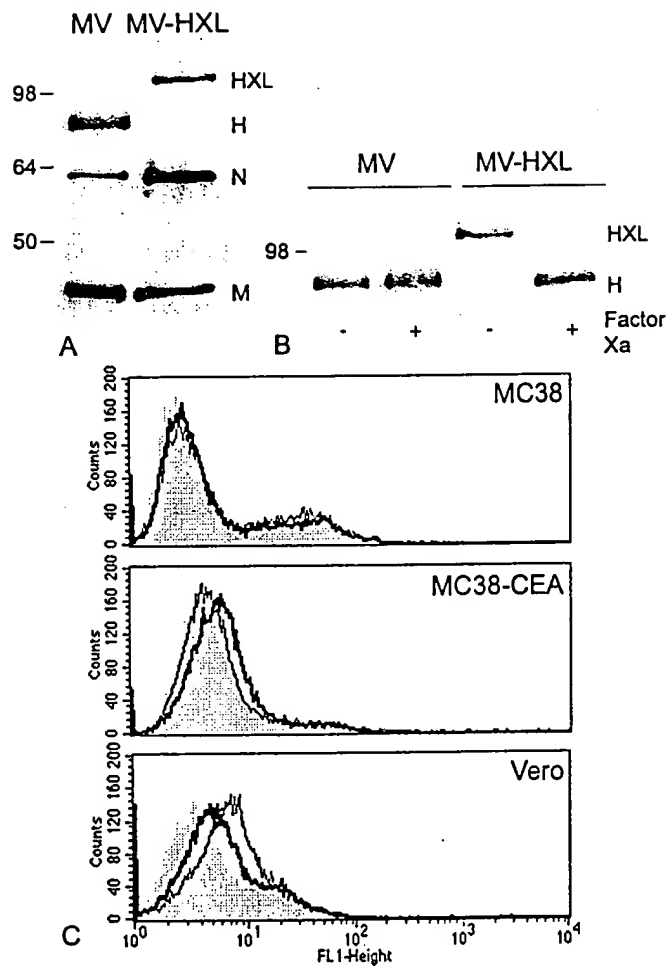 MV MV-HXL
98 –
HXL
H
64 –
N
50 –
M
A
MV MV-HXL
98 –
HXL
H
- + - + Factor Xa
B
MC38
Counts
200
160
120
80
40
0
MC38-CEA
Counts
200
160
120
80
40
0
Vero
Counts
200
160
120
80
40
0
10^0 10^1 10^2 10^3 10^4
FL1-Height
C